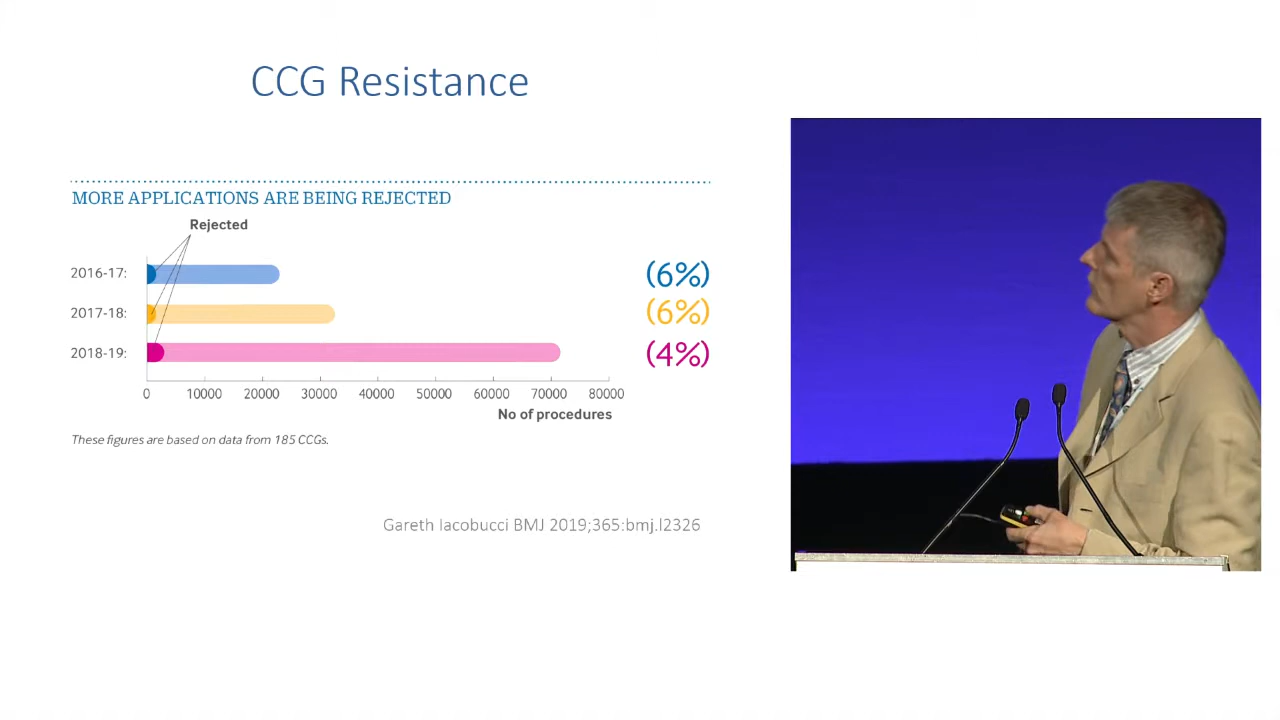 CCG Resistance
MORE APPLICATIONS ARE BEING REJECTED
Rejected
2016-17: (6%)
2017-18: (6%)
2018-19: (4%)
0 10000 20000 30000 40000 50000 60000 70000 80000
No of procedures
These figures are based on data from 185 CCGs.
Gareth Iacobucci BMJ 2019;365:bmj.l2326